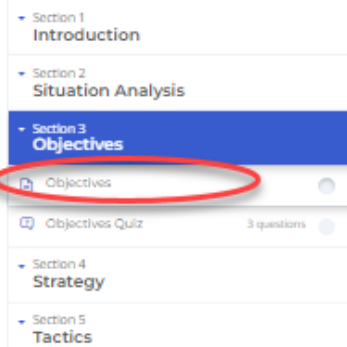 Section 1
Introduction
Section 2
Situation Analysis
Section 3
Objectives
Objectives
Objectives Quiz 3 questions
Section 4
Strategy
Section 5
Tactics